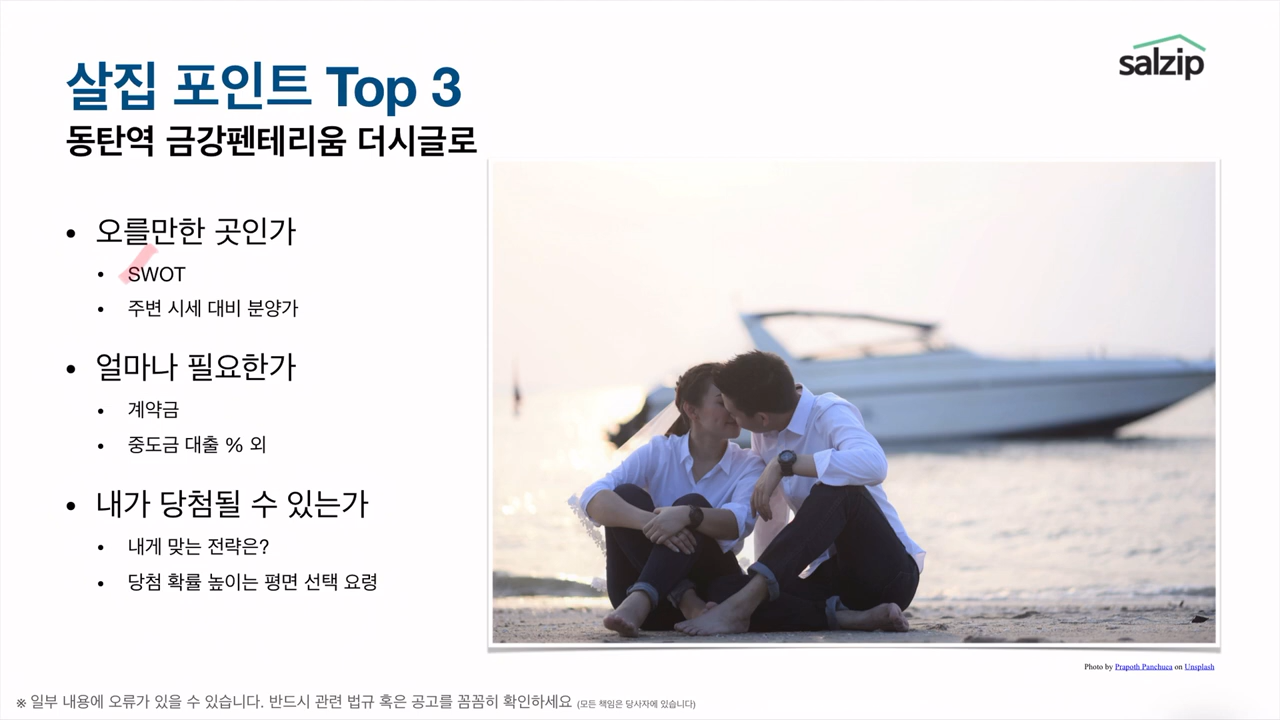 salzip
살집 포인트 Top 3
동탄역 금강펜테리움 더시글로
• 오를만한 곳인가
• SWOT
• 주변 시세 대비 분양가
• 얼마나 필요한가
• 계약금
• 중도금 대출 % 외
• 내가 당첨될 수 있는가
• 내게 맞는 전략은?
• 당첨 확률 높이는 평면 선택 요령
Photo by Prapoth Panchuea on Unsplash
※ 일부 내용에 오류가 있을 수 있습니다. 반드시 관련 법규 혹은 공고를 꼼꼼히 확인하세요 (모든 책임은 당사자에 있습니다)